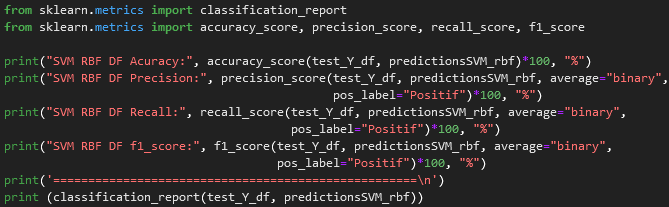 from sklearn.metrics import classification_report
from sklearn.metrics import accuracy_score, precision_score, recall_score, f1_score

print("SVM RBF DF Acuracy:", accuracy_score(test_Y_df, predictionsSVM_rbf)*100, "%")
print("SVM RBF DF Precision:", precision_score(test_Y_df, predictionsSVM_rbf, average="binary",
pos_label="Positif")*100, "%")
print("SVM RBF DF Recall:", recall_score(test_Y_df, predictionsSVM_rbf, average="binary",
pos_label="Positif")*100, "%")
print("SVM RBF DF f1_score:", f1_score(test_Y_df, predictionsSVM_rbf, average="binary",
pos_label="Positif")*100, "%")
print('====================================================\n')
print (classification_report(test_Y_df, predictionsSVM_rbf))